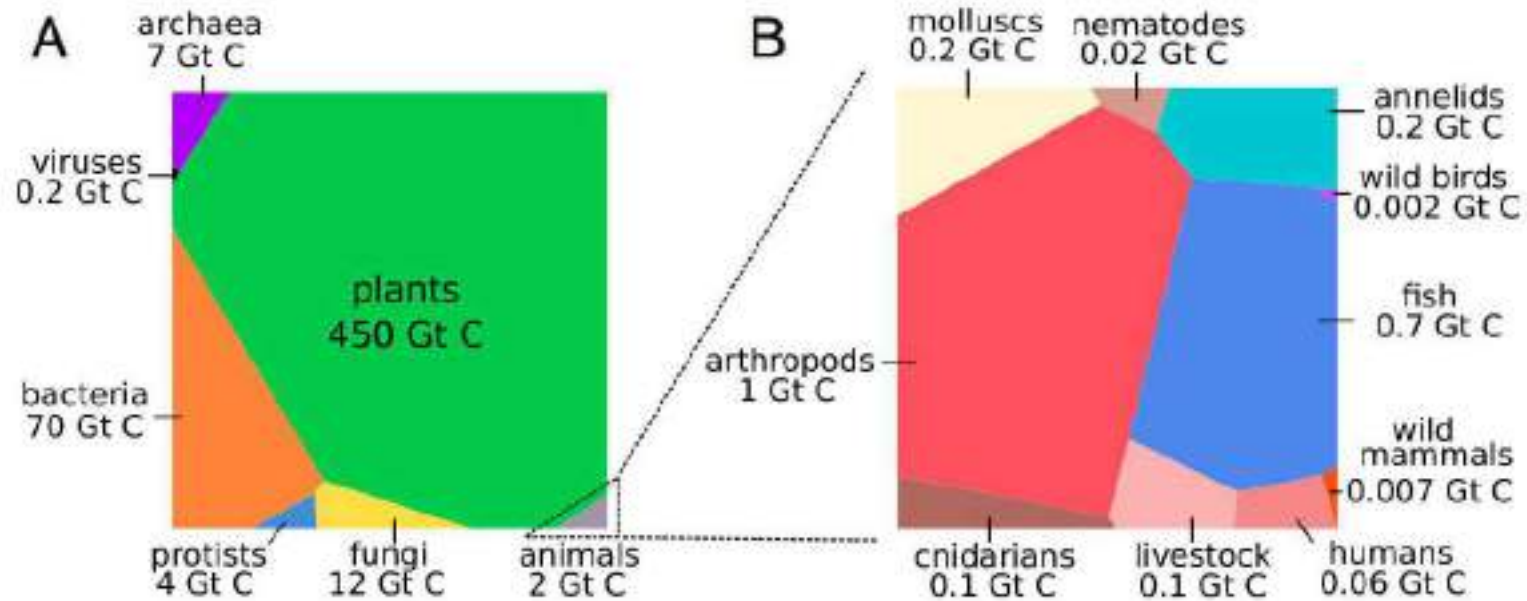 A
archaea
7 Gt C
viruses
0.2 Gt C
plants
450 Gt C
bacteria
70 Gt C
protists
4 Gt C
fungi
12 Gt C
animals
2 Gt C
B
molluscs
0.2 Gt C
nematodes
0.02 Gt C
annelids
0.2 Gt C
wild birds
0.002 Gt C
fish
0.7 Gt C
arthropods
1 Gt C
wild
mammals
0.007 Gt C
cnidarians
0.1 Gt C
livestock
0.1 Gt C
humans
0.06 Gt C